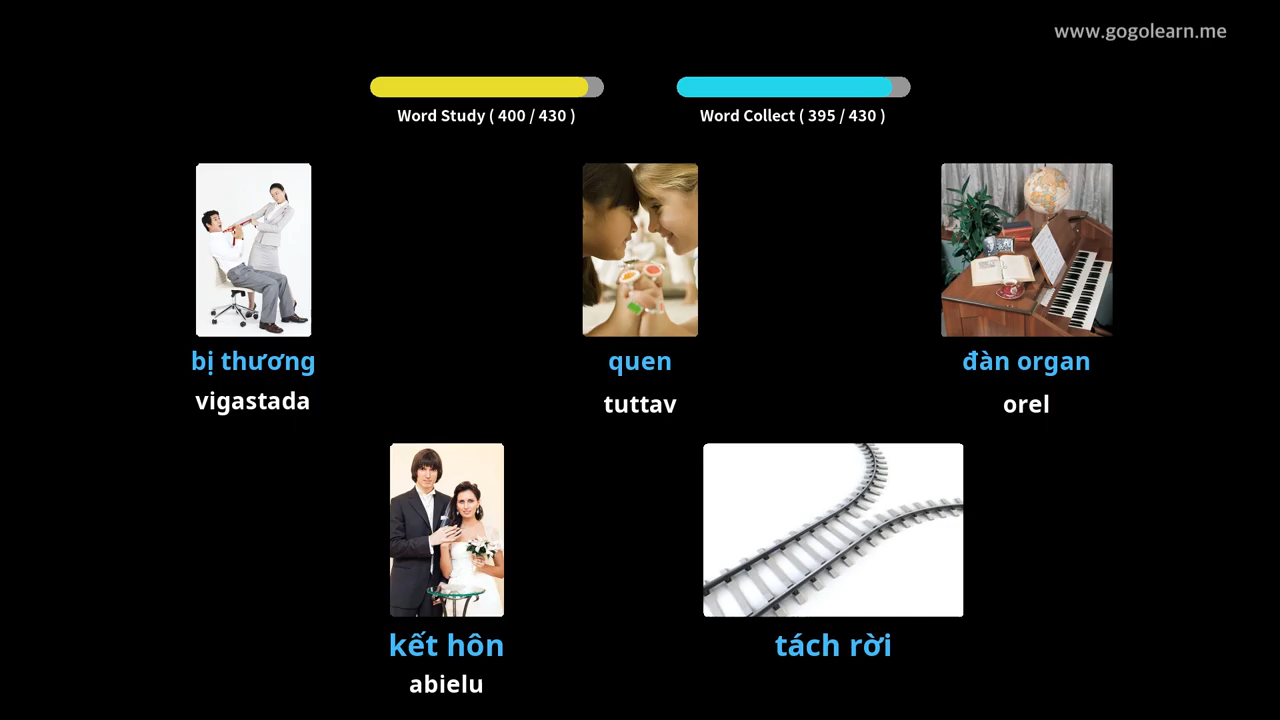 www.gogolearn.me
Word Study ( 400 / 430 )
Word Collect ( 395 / 430 )
bị thương
quen
đàn organ
vigastada
tuttav
orel
kết hôn
tách rời
abielu